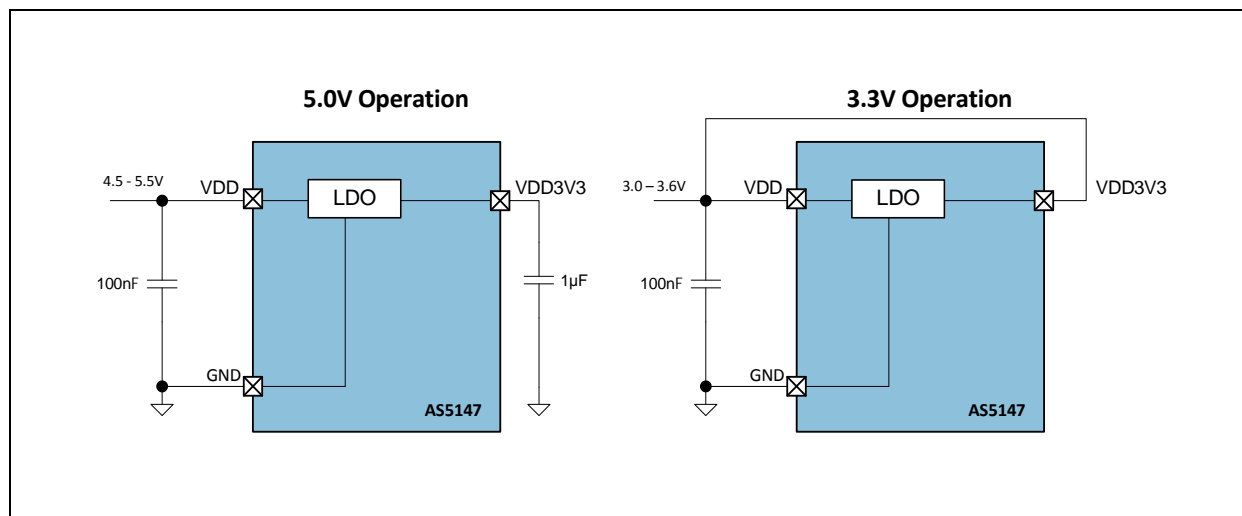 5.0V Operation
4.5 - 5.5V
VDD
LDO
VDD3V3
100nF
1µF
GND
AS5147
3.3V Operation
3.0 – 3.6V
VDD
LDO
VDD3V3
100nF
GND
AS5147